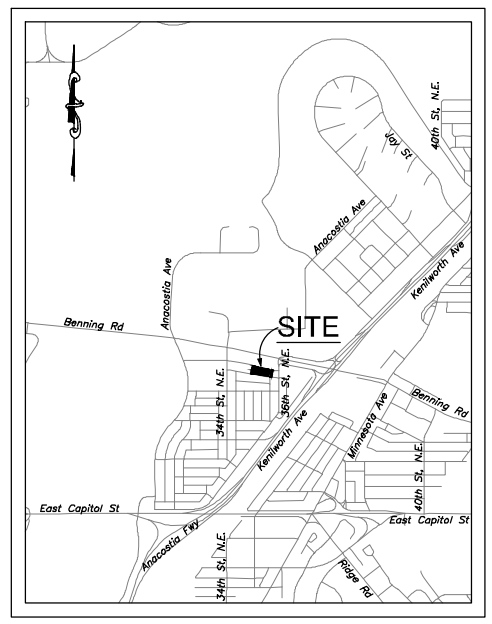 40th St, N.E.
Jay St
Anacostia Ave
Kenilworth Ave
Anacostia Ave
Benning Rd
SITE
34th St, N.E.
36th St, N.E.
Benning Rd
Minnesota Ave
Kenilworth Ave
40th St, N.E.
East Capitol St
East Capitol St
Anacostia Fwy
34th St, N.E.
Ridge Rd